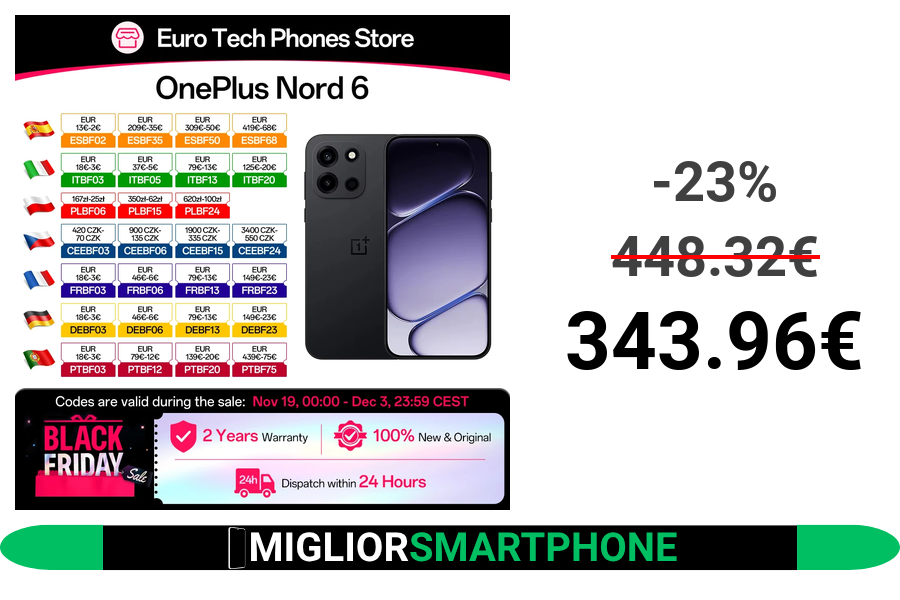 Euro Tech Phones Store
OnePlus Nord 6
EUR 13€-2€
ESBF02
EUR 209€-35€
ESBF35
EUR 309€-50€
ESBF50
EUR 419€-68€
ESBF68
EUR 18€-3€
ITBF03
EUR 37€-5€
ITBF05
EUR 79€-13€
ITBF13
EUR 125€-20€
ITBF20
167zł-25zł
PLBF06
350zł-62zł
PLBF15
620zł-100zł
PLBF24
420 CZK-
70 CZK
CEEBF03
900 CZK-
135 CZK
CEEBF06
1900 CZK-
335 CZK
CEEBF15
3400 CZK-
550 CZK
CEEBF24
EUR 18€-3€
FRBF03
EUR 46€-6€
FRBF06
EUR 79€-13€
FRBF13
EUR 149€-23€
FRBF23
EUR 18€-3€
DEBF03
EUR 46€-6€
DEBF06
EUR 79€-13€
DEBF13
EUR 149€-23€
DEBF23
EUR 18€-3€
PTBF03
EUR 79€-12€
PTBF12
EUR 139€-20€
PTBF20
EUR 439€-75€
PTBF75
Codes are valid during the sale: Nov 19, 00:00 - Dec 3, 23:59 CEST
BLACK
FRIDAY
Sale
2 Years Warranty
100% New & Original
24h
Dispatch within 24 Hours
-23%
448.32€
343.96€
MIGLIORSMARTPHONE